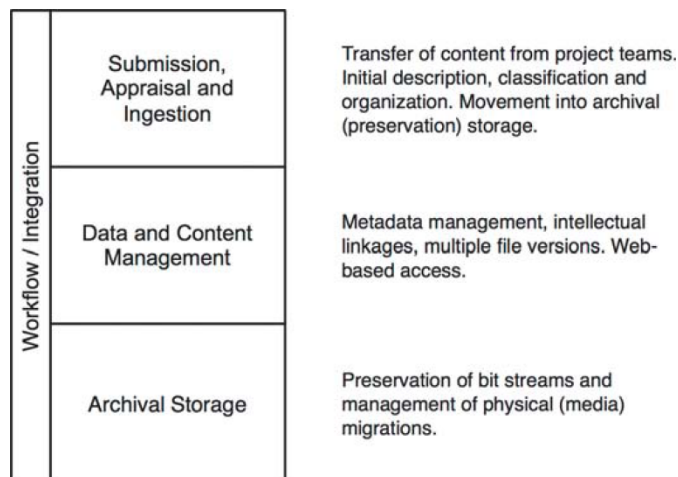 Workflow / Integration
Submission,
Appraisal and
Ingestion
Transfer of content from project teams.
Initial description, classification and
organization. Movement into archival
(preservation) storage.
Data and Content
Management
Metadata management, intellectual
linkages, multiple file versions. Web-
based access.
Archival Storage
Preservation of bit streams and
management of physical (media)
migrations.